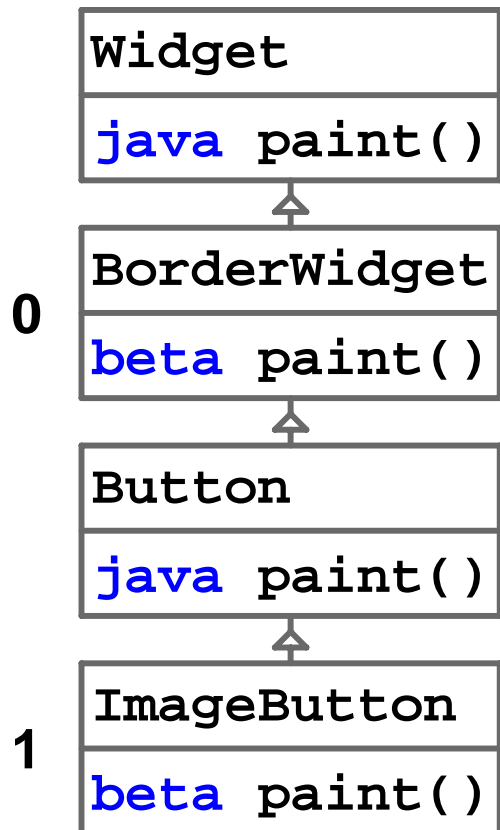 Widget
java paint()
0
BorderWidget
beta paint()
Button
java paint()
1
ImageButton
beta paint()